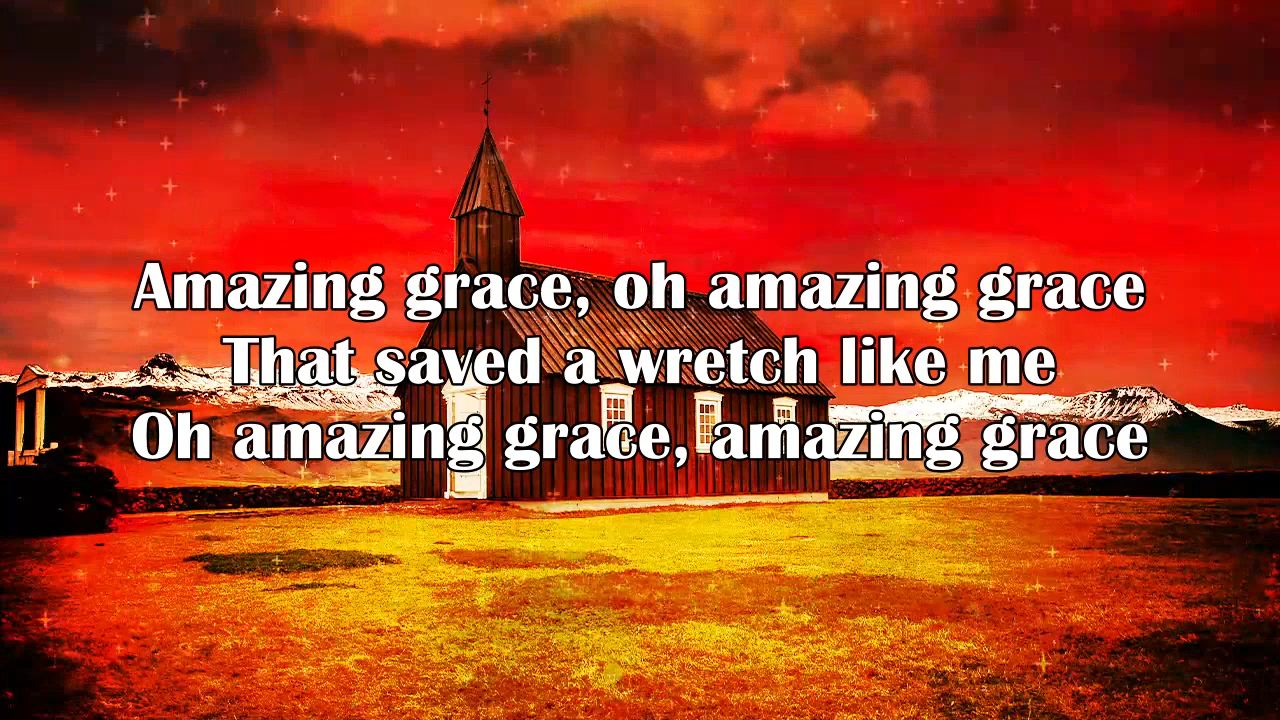 Amazing grace, oh amazing grace
That saved a wretch like me
Oh amazing grace, amazing grace